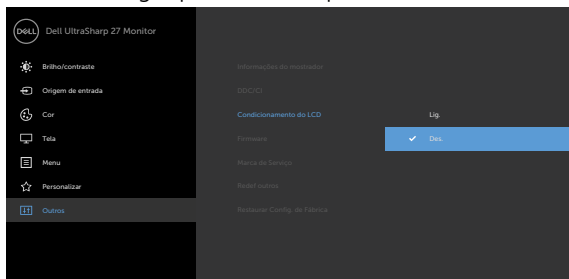 DELL
Dell UltraSharp 27 Monitor
Brilho/contraste
Origem de entrada
Cor
Tela
Menu
Personalizar
Outros
Informações do mostrador
DDC/CI
Condicionamento do LCD
Firmware
Marca de Serviço
Redef outros
Restaurar Config. de Fábrica
Lig.
Des